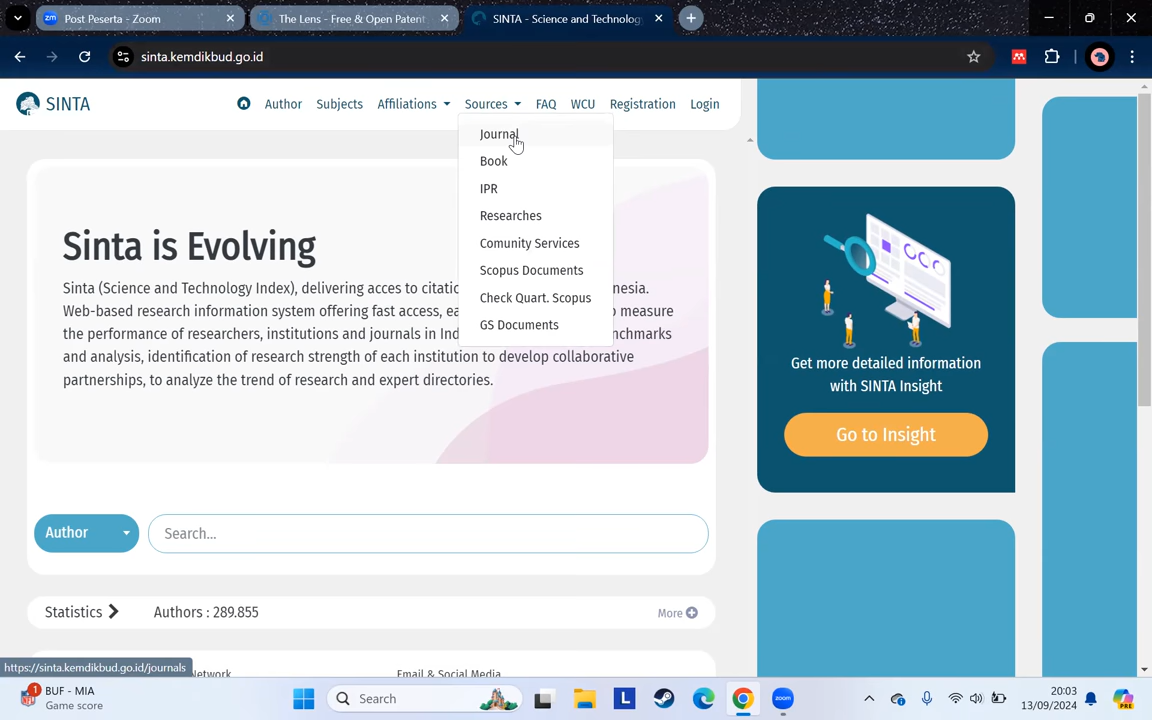 Post Peserta - Zoom
The Lens - Free & Open Patent
SINTA - Science and Technolog
sinta.kemdikbud.go.id
SINTA
Author Subjects Affiliations Sources FAQ WCU Registration Login
Journal
Book
IPR
Researches
Comunity Services
Scopus Documents
Check Quart. Scopus
GS Documents
Sinta is Evolving
Sinta (Science and Technology Index), delivering acces to citatio nesia.
Web-based research information system offering fast access, ea o measure
the performance of researchers, institutions and journals in Ind nchmarks
and analysis, identification of research strength of each institution to develop collaborative
partnerships, to analyze the trend of research and expert directories.
Get more detailed information
with SINTA Insight
Go to Insight
Author
Search...
Statistics Authors : 289.855 More
https://sinta.kemdikbud.go.id/journals
etwork Email & Social Media
1
BUF - MIA
Game score
Search
L
20:03
13/09/2024
PRE